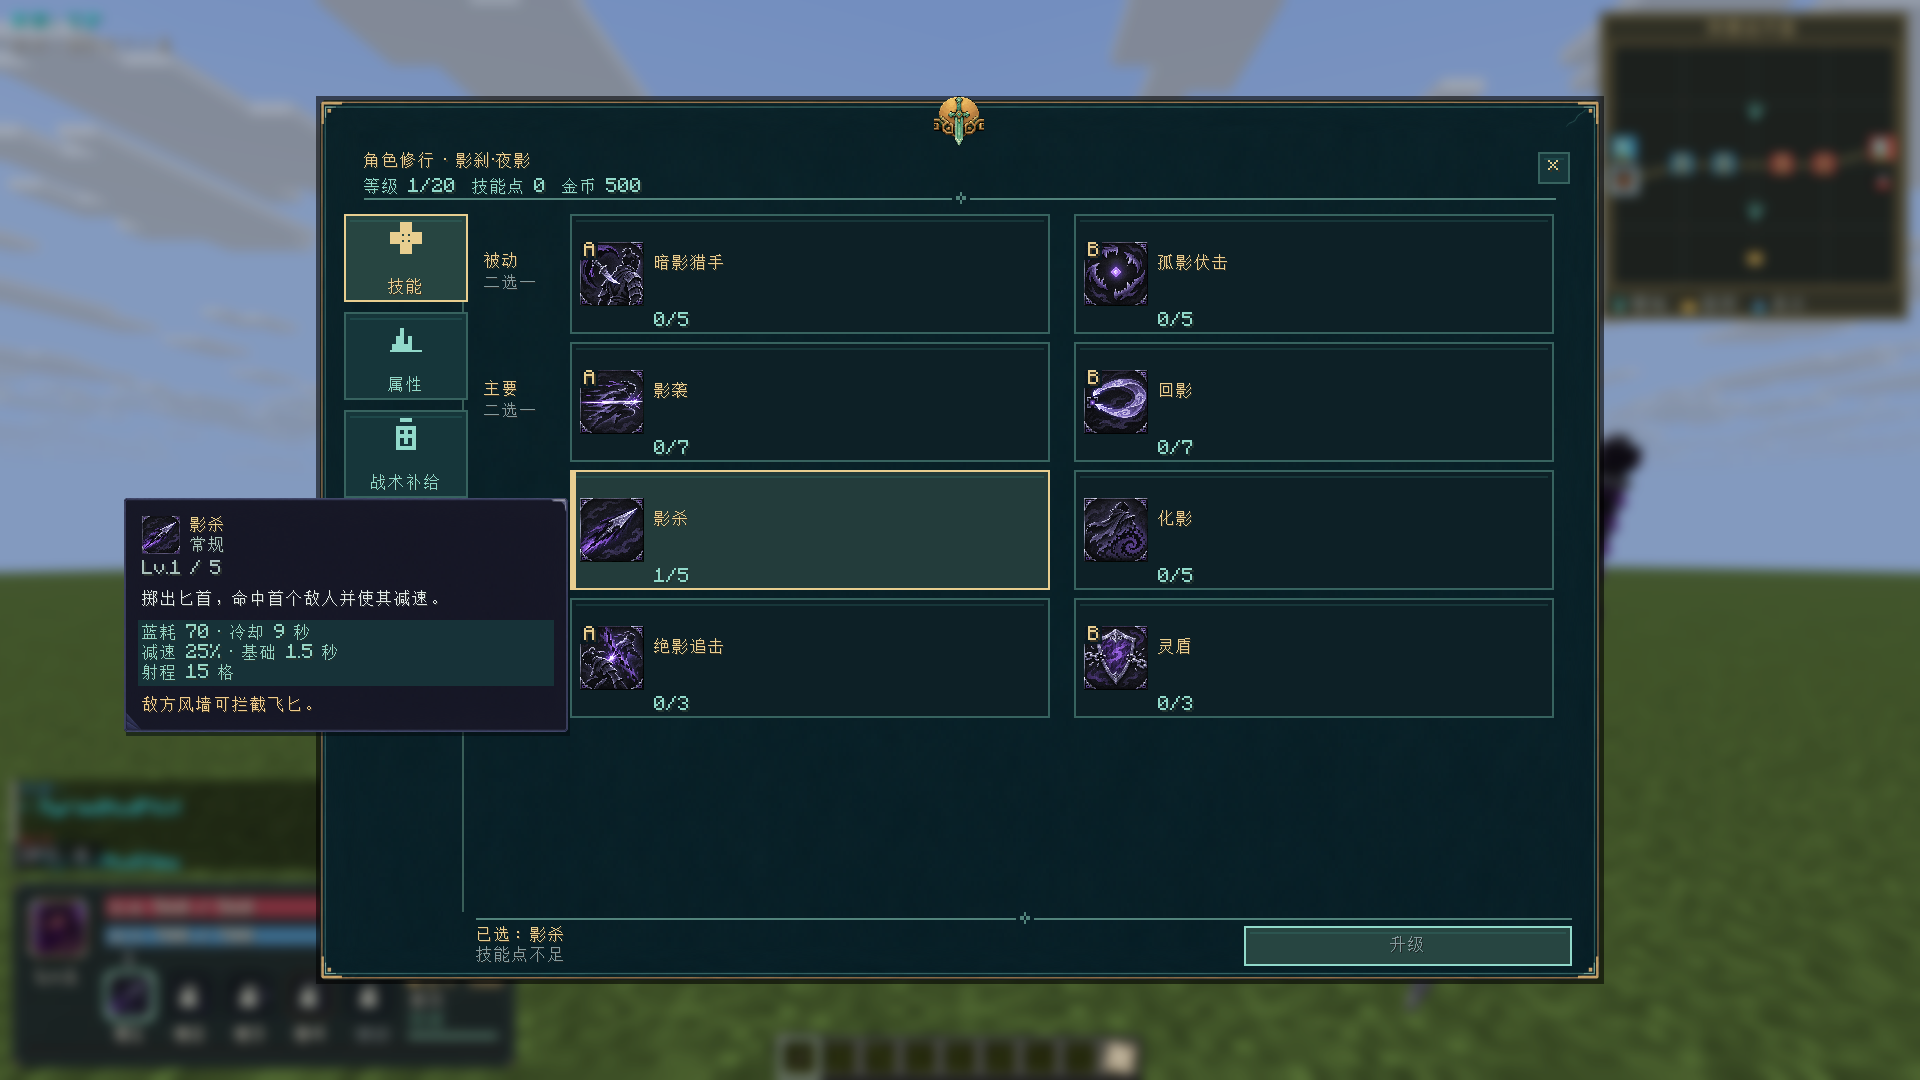 角色修行 · 影刹·夜影
等级 1/20 技能点 0 金币 500
×
技能
属性
战术补给
被动
二选一
A
暗影猎手
0/5
B
孤影伏击
0/5
主要
二选一
A
影袭
0/7
B
回影
0/7
影杀
1/5
化影
0/5
A
绝影追击
0/3
B
灵盾
0/3
影杀
常规
Lv.1 / 5
掷出匕首，命中首个敌人并使其减速。
蓝耗 70 · 冷却 9 秒
减速 25% · 基础 1.5 秒
射程 15 格
敌方风墙可拦截飞匕。
已选：影杀
技能点不足
升级